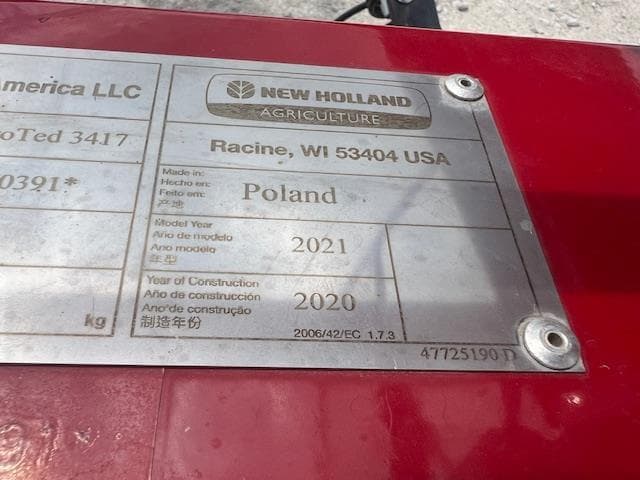 America LLC
oTed 3417
0391*
kg
NEW HOLLAND
AGRICULTURE
Racine, WI 53404 USA
Made in:
Hecho en:
Feito em:
产地
Poland
Model Year
Año de modelo
Ano modelo
年型
2021
Year of Construction
Año de construcción
Ano de construção
制造年份
2020
2006/42/EC 1.7.3
47725190 D